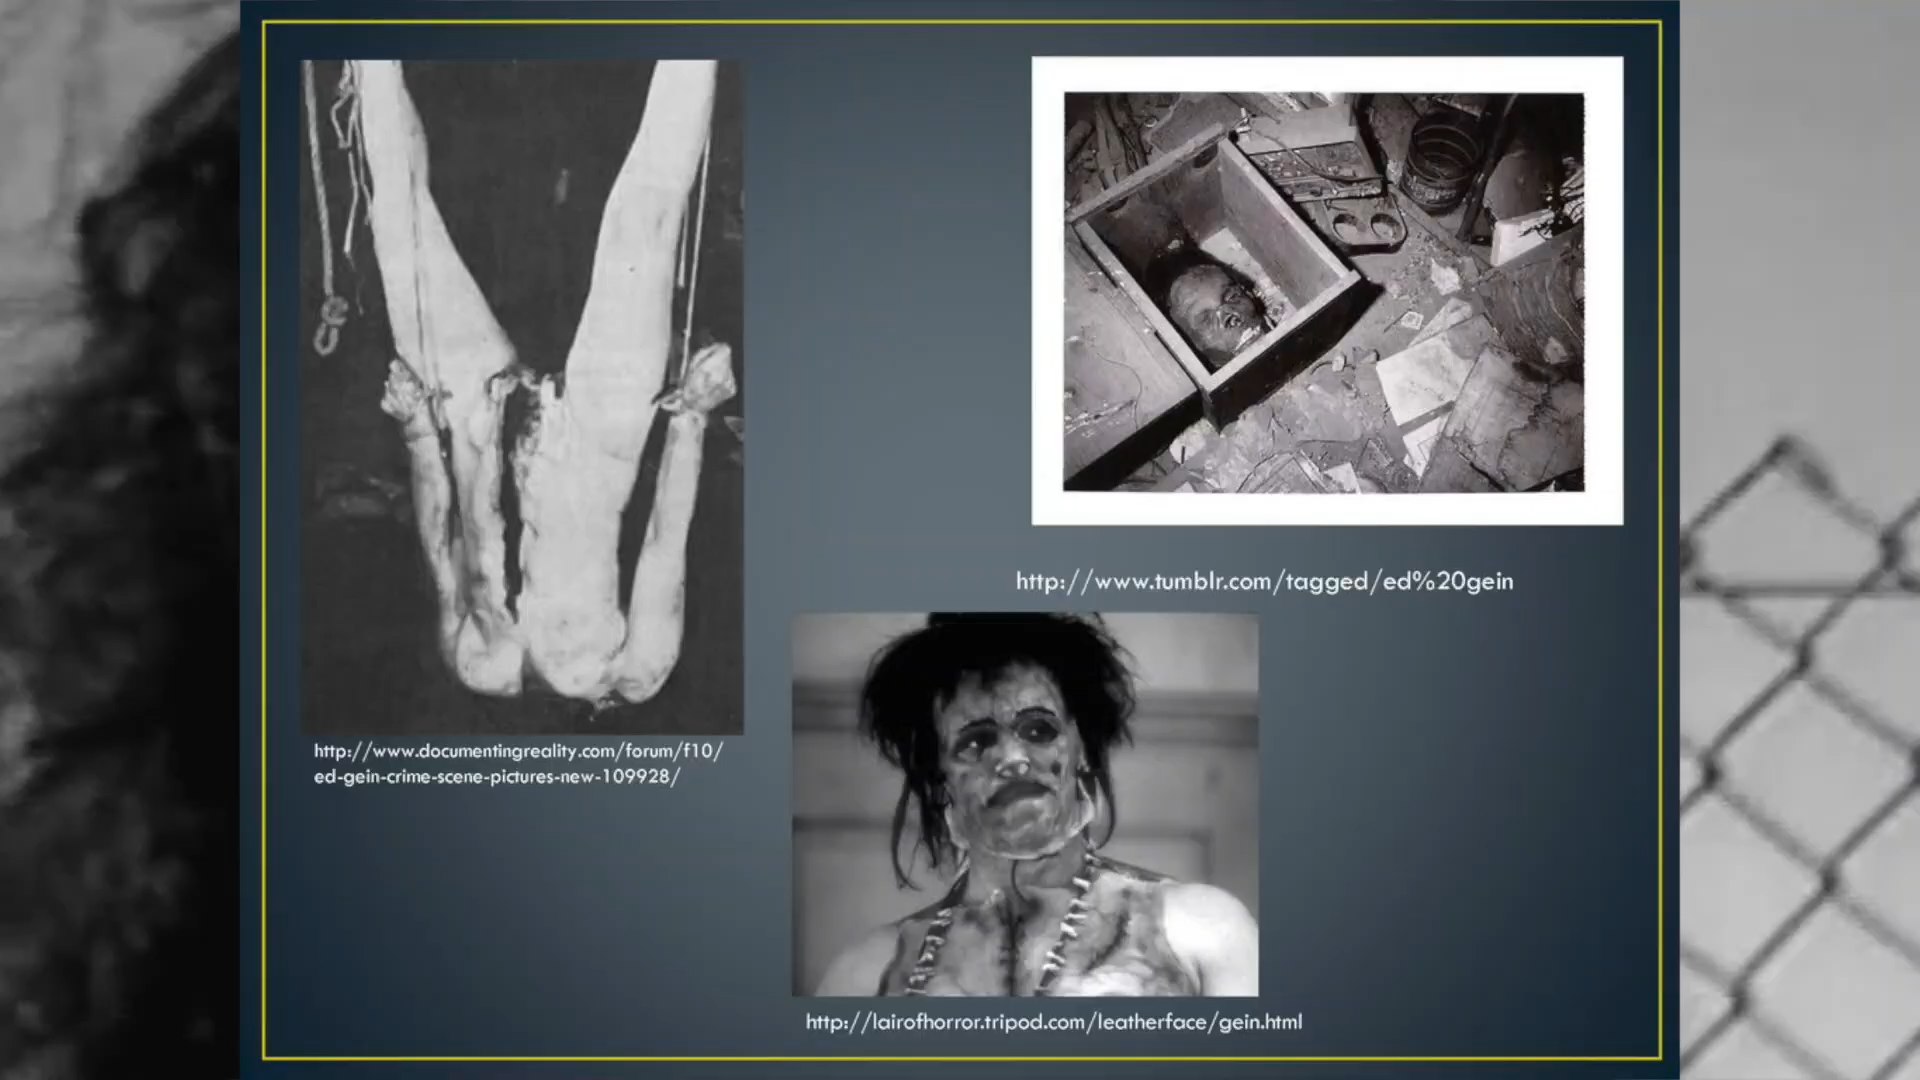 http://www.tumblr.com/tagged/ed%20gein
http://www.documentingreality.com/forum/f10/
ed-gein-crime-scene-pictures-new-109928/
http://lairofhorror.tripod.com/leatherface/gein.html